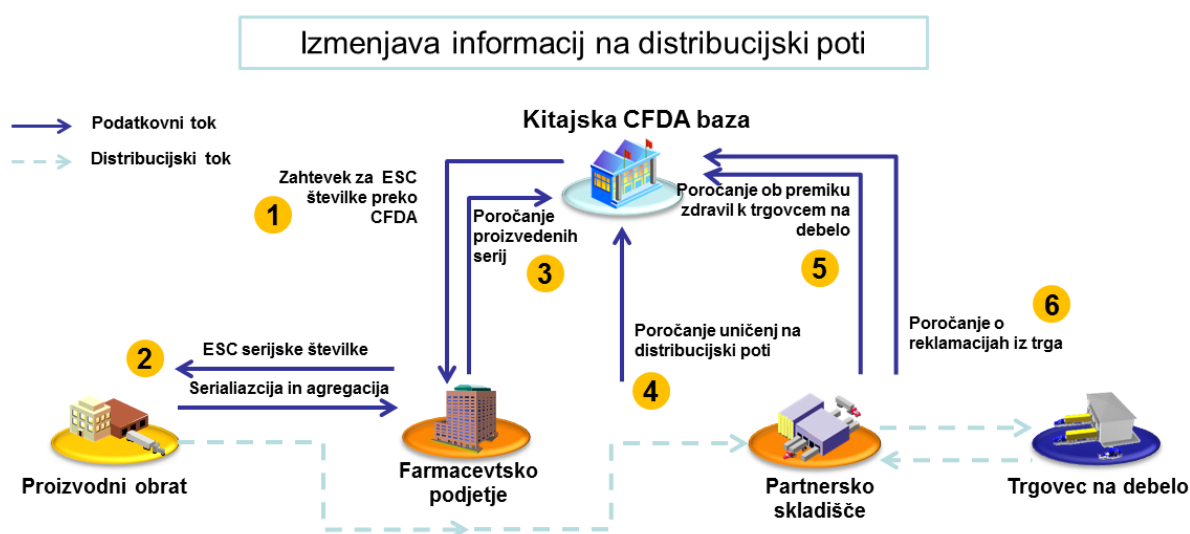 Izmenjava informacij na distribucijski poti
Podatkovni tok
Distribucijski tok
Kitajska CFDA baza
1
Zahtevek za ESC
številke preko
CFDA
Poročanje
proizvedenih
serij
3
Poročanje ob premiku
zdravil k trgovcem na
debelo
5
6
Poročanje o
reklamacijah iz trga
Poročanje uničenj na
distribucijski poti
4
2
ESC serijske številke
Serialiazcija in agregacija
Proizvodni obrat
Farmacevtsko
podjetje
Partnersko
skladišče
Trgovec na debelo